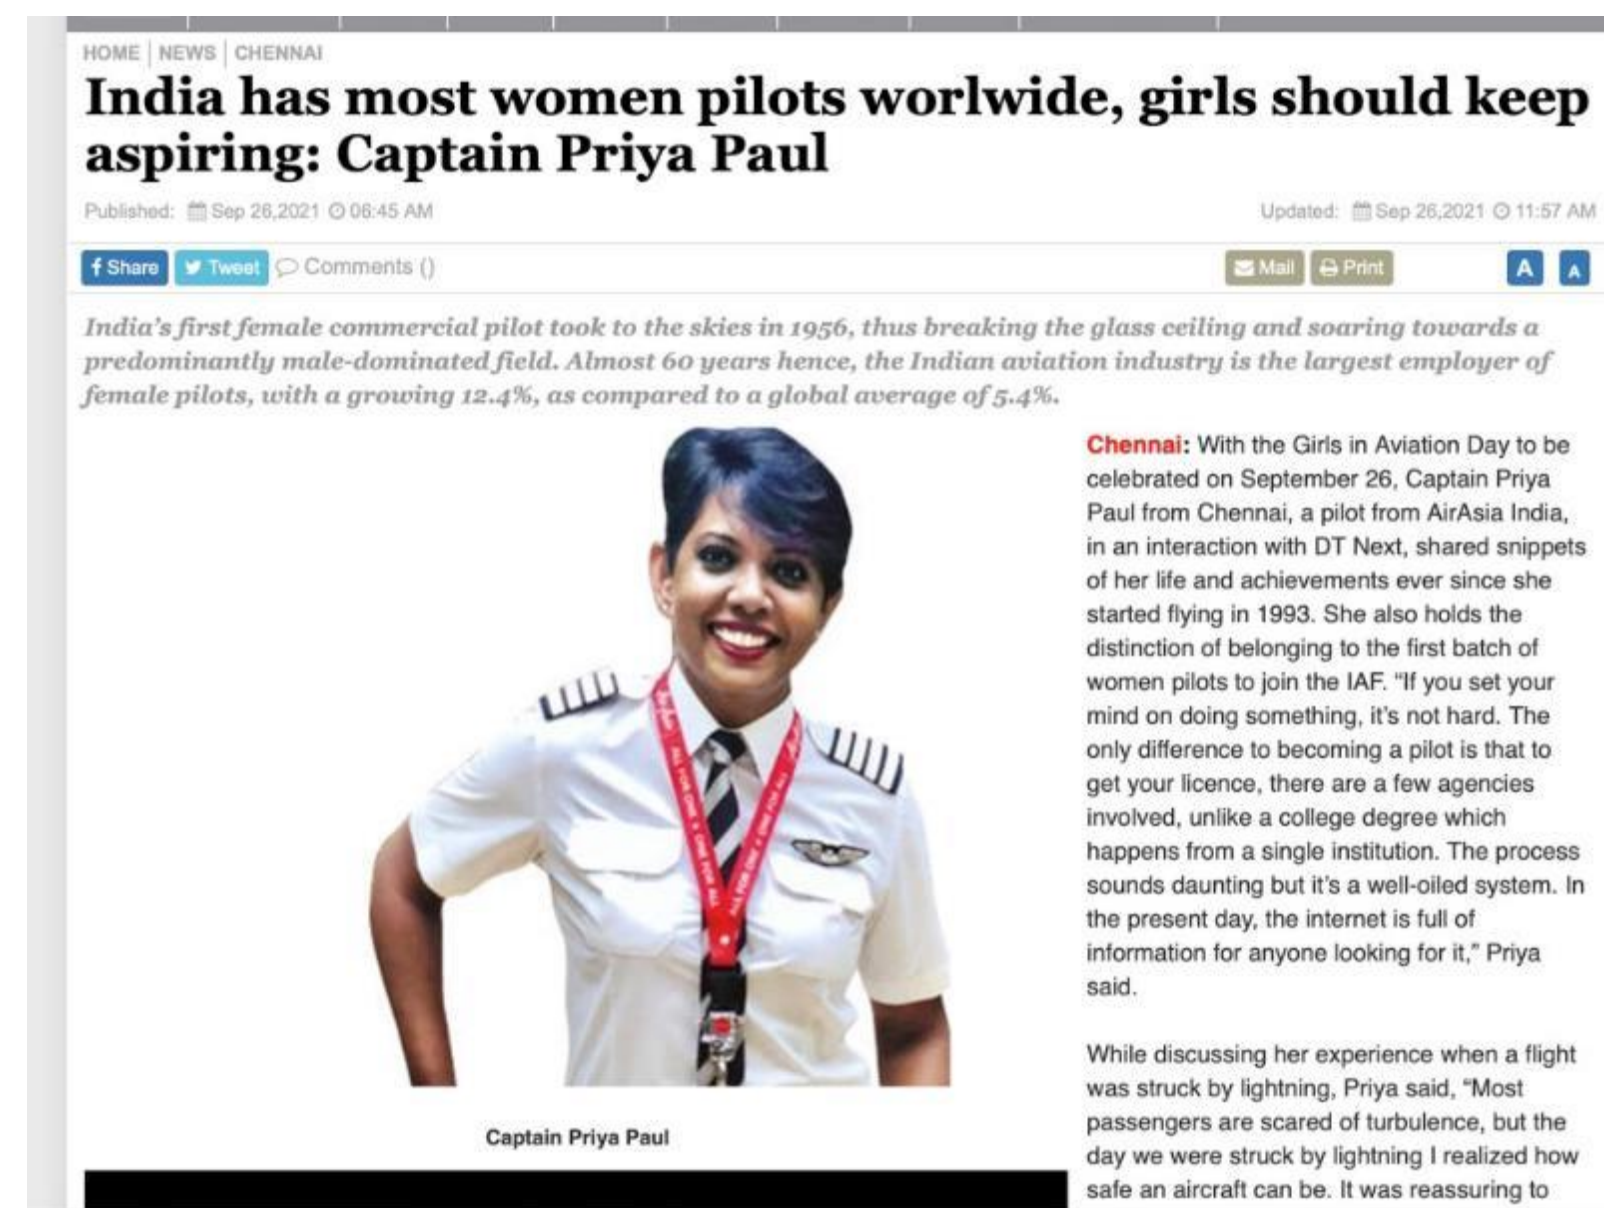 HOME NEWS CHENNAI
India has most women pilots worlwide, girls should keep
aspiring: Captain Priya Paul
Published: Sep 26,2021 06:45 AM
Updated: Sep 26,2021 11:57 AM
Share Tweet Comments ()
Mail Print A A
India's first female commercial pilot took to the skies in 1956, thus breaking the glass ceiling and soaring towards a
predominantly male-dominated field. Almost 60 years hence, the Indian aviation industry is the largest employer of
female pilots, with a growing 12.4%, as compared to a global average of 5.4%.
ALL FOR ONE & ONE FOR ALL
ALL FOR ONE & ONE FOR ALL
Captain Priya Paul
Chennai: With the Girls in Aviation Day to be
celebrated on September 26, Captain Priya
Paul from Chennai, a pilot from AirAsia India,
in an interaction with DT Next, shared snippets
of her life and achievements ever since she
started flying in 1993. She also holds the
distinction of belonging to the first batch of
women pilots to join the IAF. “If you set your
mind on doing something, it's not hard. The
only difference to becoming a pilot is that to
get your licence, there are a few agencies
involved, unlike a college degree which
happens from a single institution. The process
sounds daunting but it's a well-oiled system. In
the present day, the internet is full of
information for anyone looking for it,” Priya
said.
While discussing her experience when a flight
was struck by lightning, Priya said, “Most
passengers are scared of turbulence, but the
day we were struck by lightning I realized how
safe an aircraft can be. It was reassuring to